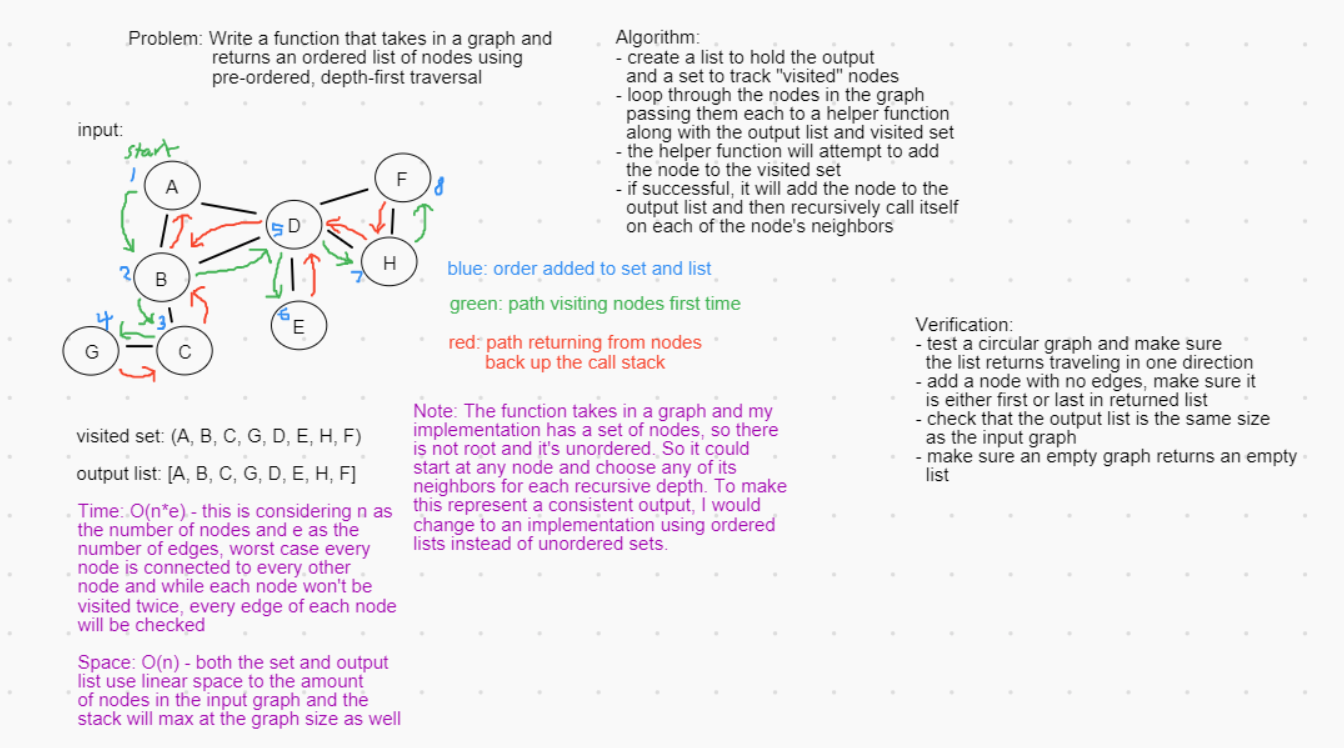 Problem: Write a function that takes in a graph and
returns an ordered list of nodes using
pre-ordered, depth-first traversal
input:
start
1
A
2
B
3
C
4
G
5
D
6
E
7
H
8
F
visited set: (A, B, C, G, D, E, H, F)
output list: [A, B, C, G, D, E, H, F]
Time: O(n*e) - this is considering n as
the number of nodes and e as the
number of edges, worst case every
node is connected to every other
node and while each node won't be
visited twice, every edge of each node
will be checked
Space: O(n) - both the set and output
list use linear space to the amount
of nodes in the input graph and the
stack will max at the graph size as well
Algorithm:
- create a list to hold the output
and a set to track "visited" nodes
- loop through the nodes in the graph
passing them each to a helper function
along with the output list and visited set
- the helper function will attempt to add
the node to the visited set
- if successful, it will add the node to the
output list and then recursively call itself
on each of the node's neighbors
blue: order added to set and list
green: path visiting nodes first time
red: path returning from nodes
back up the call stack
Note: The function takes in a graph and my
implementation has a set of nodes, so there
is not root and it's unordered. So it could
start at any node and choose any of its
neighbors for each recursive depth. To make
this represent a consistent output, I would
change to an implementation using ordered
lists instead of unordered sets.
Verification:
- test a circular graph and make sure
the list returns traveling in one direction
- add a node with no edges, make sure it
is either first or last in returned list
- check that the output list is the same size
as the input graph
- make sure an empty graph returns an empty
list